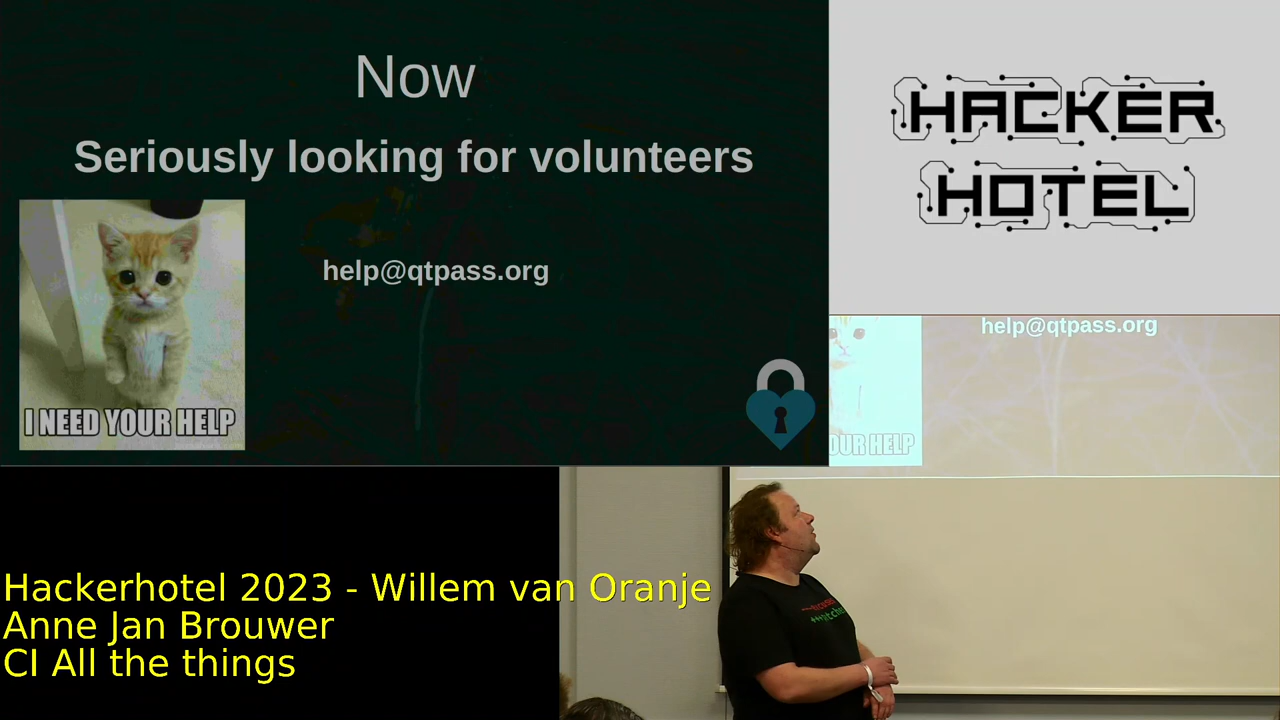 Now
Seriously looking for volunteers
help@qtpass.org
I NEED YOUR HELP
HACKER
HOTEL
help@qtpass.org
OUR HELP
Hackerhotel 2023 - Willem van Oranje
Anne Jan Brouwer
CI All the things